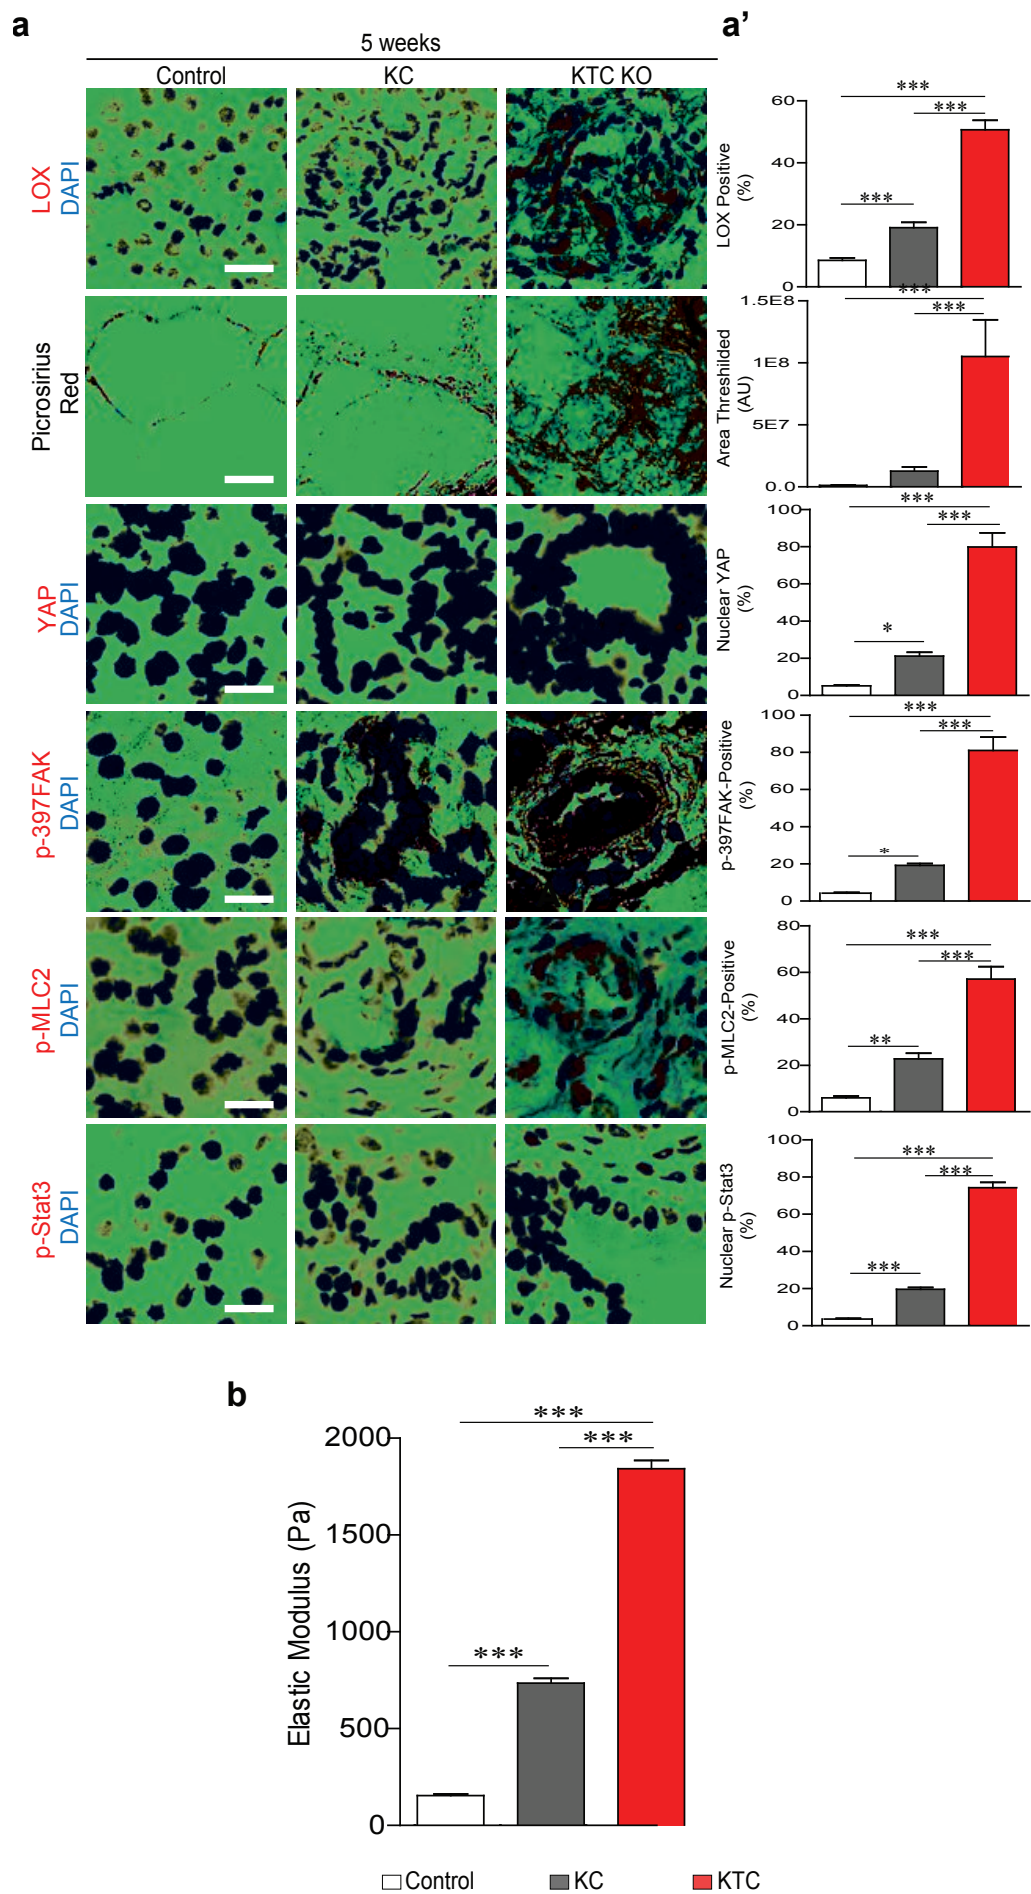 a
a’
5 weeks
Control KC KTC KO
LOX
DAPI
Picrosirius
Red
YAP
DAPI
p-397FAK
DAPI
p-MLC2
DAPI
p-Stat3
DAPI
LOX Positive
(%)
60
40
20
0
***
***
***
Area Threshilded
(AU)
1.5E8
1E8
5E7
0.0
***
***
Nuclear YAP
(%)
100
80
60
40
20
0
***
***
*
p-397FAK-Positive
(%)
100
80
60
40
20
0
***
***
*
p-MLC2-Positive
(%)
80
60
40
20
0
***
***
**
Nuclear p-Stat3
(%)
100
80
60
40
20
0
***
***
***
b
Elastic Modulus (Pa)
2000
1500
1000
500
0
***
***
***
Control KC KTC